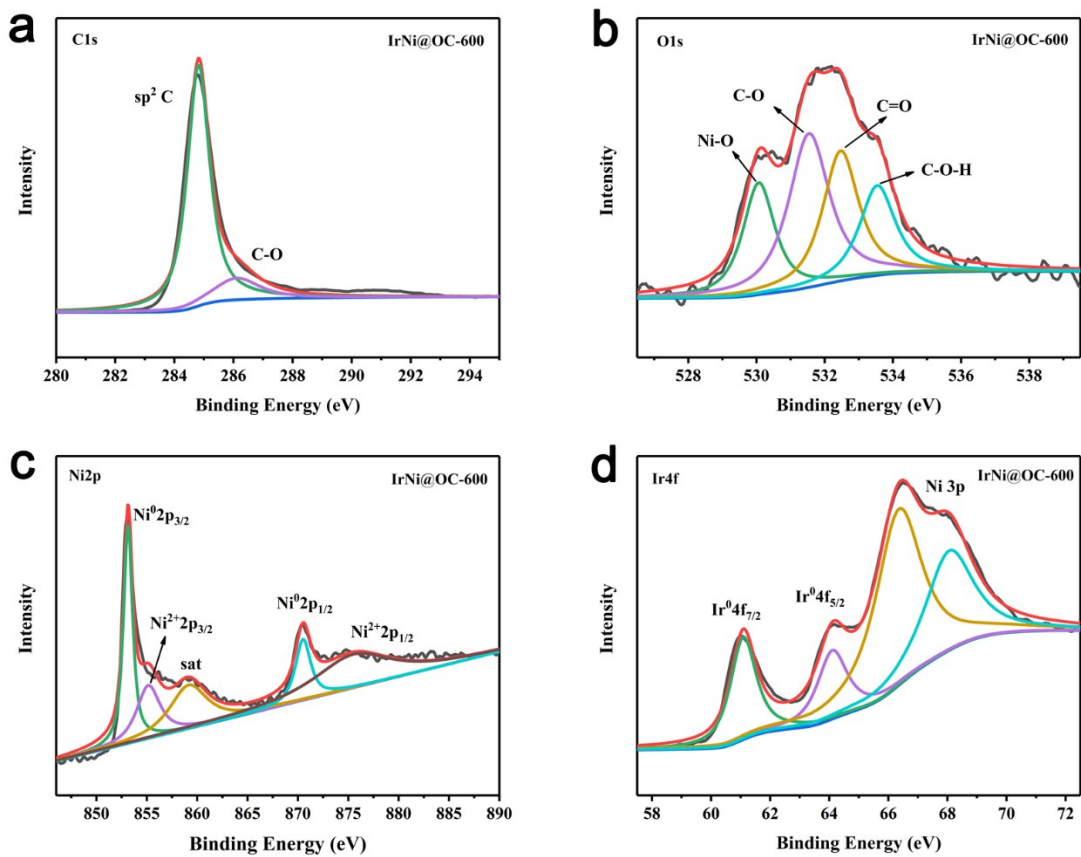 a
C1s
IrNi@OC-600
sp² C
C-O
Intensity
280 282 284 286 288 290 292 294
Binding Energy (eV)
b
O1s
IrNi@OC-600
C-O
C=O
Ni-O
C-O-H
Intensity
528 530 532 534 536 538
Binding Energy (eV)
c
Ni2p
IrNi@OC-600
Ni⁰2p₃/₂
Ni²⁺2p₃/₂
sat
Ni⁰2p₁/₂
Ni²⁺2p₁/₂
Intensity
850 855 860 865 870 875 880 885 890
Binding Energy (eV)
d
Ir4f
IrNi@OC-600
Ni 3p
Ir⁰4f₇/₂
Ir⁰4f₅/₂
Intensity
58 60 62 64 66 68 70 72
Binding Energy (eV)